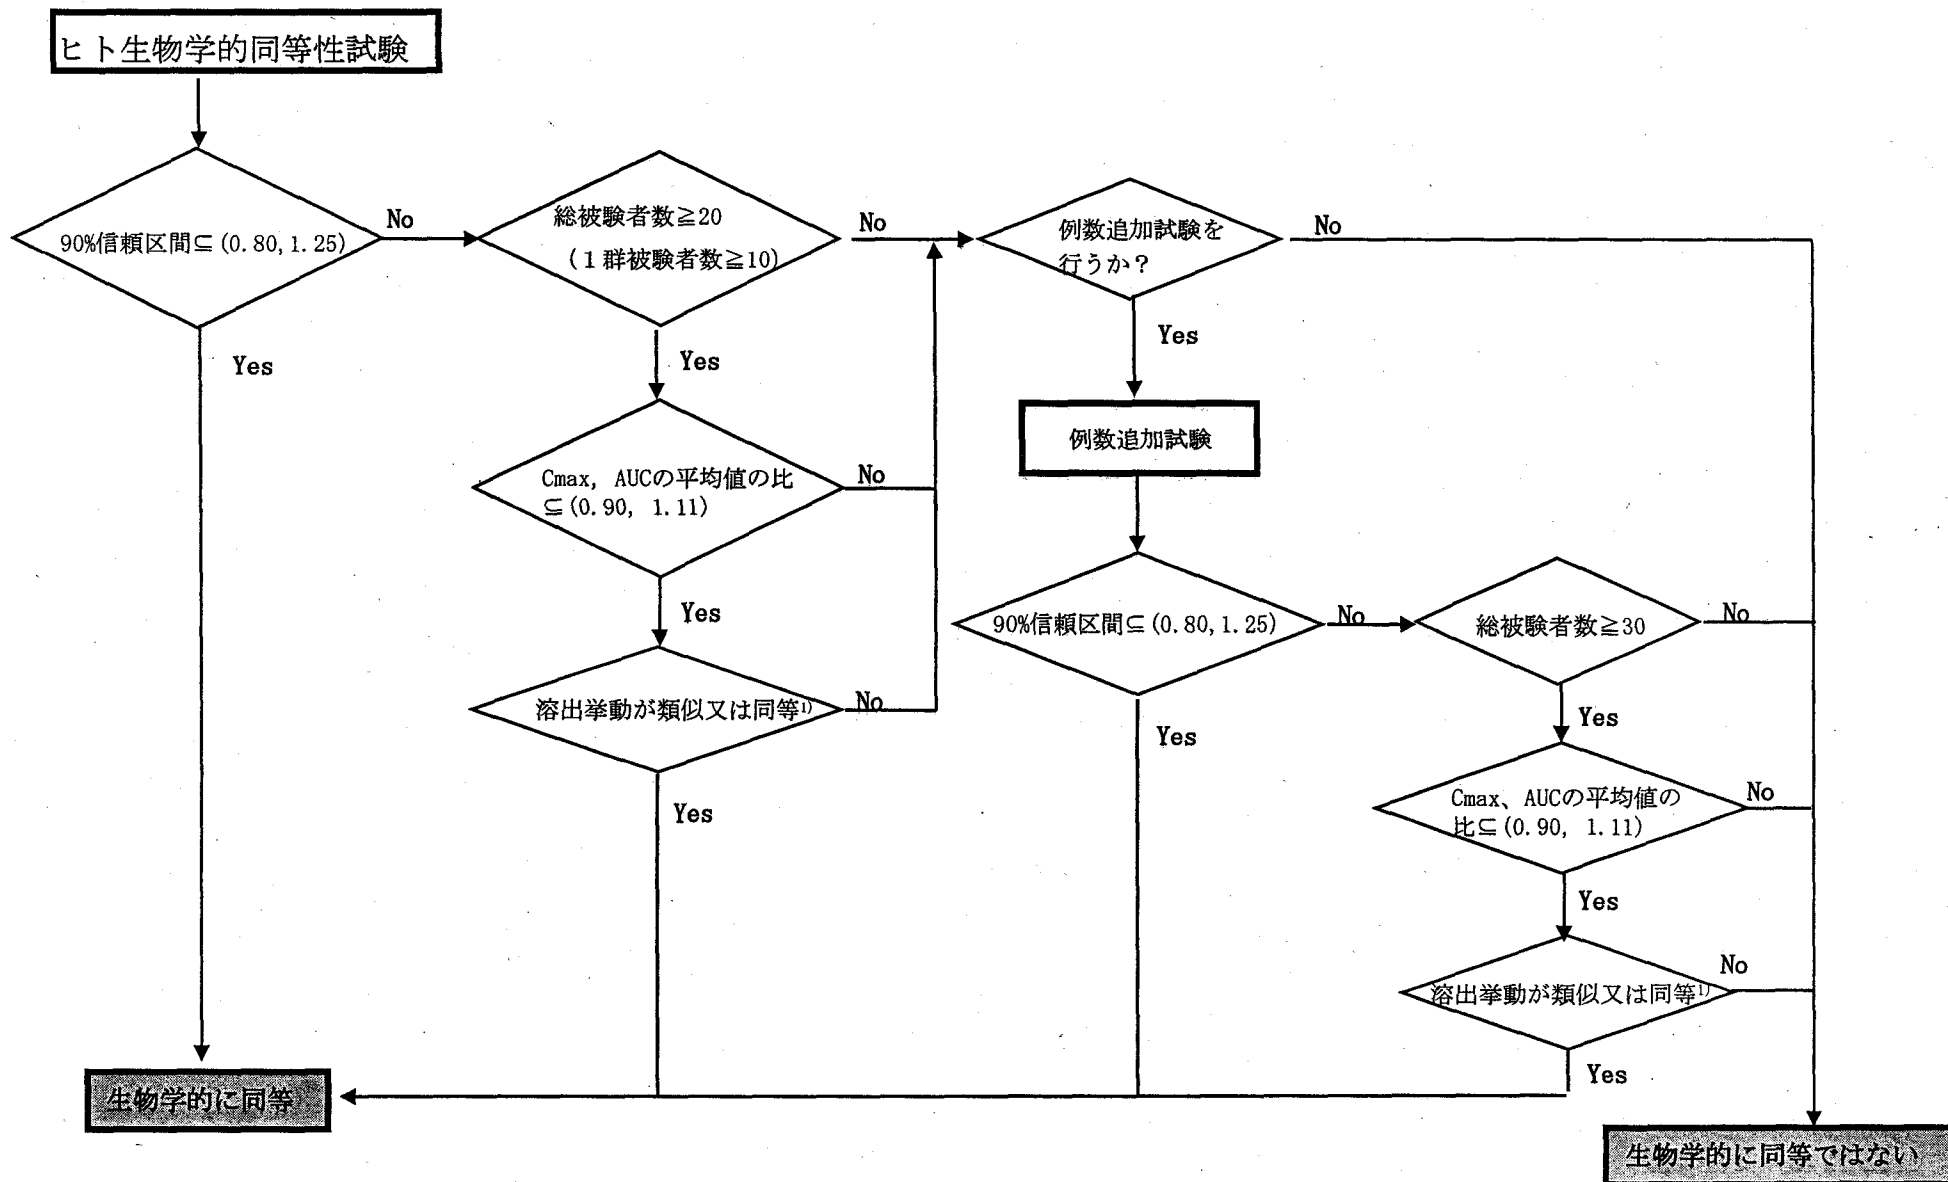 ヒト生物学的同等性試験
90%信頼区間⊆(0.80,1.25)
No
Yes
総被験者数≧20
(1群被験者数≧10)
No
Yes
Cmax, AUCの平均値の比
⊆(0.90, 1.11)
No
Yes
溶出挙動が類似又は同等1)
No
Yes
例数追加試験を
行うか?
No
Yes
例数追加試験
90%信頼区間⊆(0.80,1.25)
No
Yes
総被験者数≧30
No
Yes
Cmax、AUCの平均値の
比⊆(0.90, 1.11)
No
Yes
溶出挙動が類似又は同等1)
No
Yes
生物学的に同等
生物学的に同等ではない